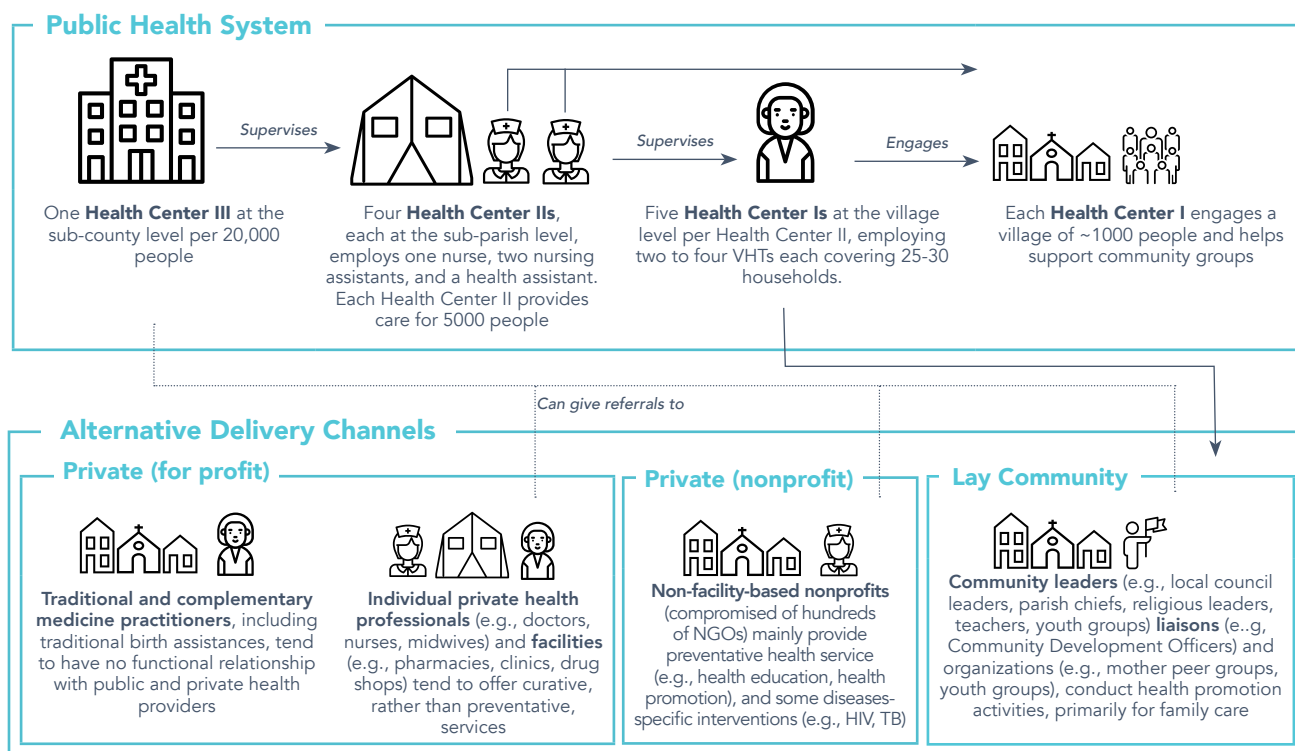 Public Health System
Supervises
Supervises
Engages
One Health Center III at the
sub-county level per 20,000
people
Four Health Center IIs,
each at the sub-parish level,
employs one nurse, two nursing
assistants, and a health assistant.
Each Health Center II provides
care for 5000 people
Five Health Center Is at the village
level per Health Center II, employing
two to four VHTs each covering 25-30
households.
Each Health Center I engages a
village of ~1000 people and helps
support community groups
Can give referrals to
Alternative Delivery Channels
Private (for profit)
Traditional and complementary
medicine practitioners, including
traditional birth assistances, tend
to have no functional relationship
with public and private health
providers
Individual private health
professionals (e.g., doctors,
nurses, midwives) and facilities
(e.g., pharmacies, clinics, drug
shops) tend to offer curative,
rather than preventative,
services
Private (nonprofit)
Non-facility-based nonprofits
(compromised of hundreds
of NGOs) mainly provide
preventative health service
(e.g., health education, health
promotion), and some diseases-
specific interventions (e.g., HIV, TB)
Lay Community
Community leaders (e.g., local council
leaders, parish chiefs, religious leaders,
teachers, youth groups) liaisons (e..g,
Community Development Officers) and
organizations (e.g., mother peer groups,
youth groups), conduct health promotion
activities, primarily for family care